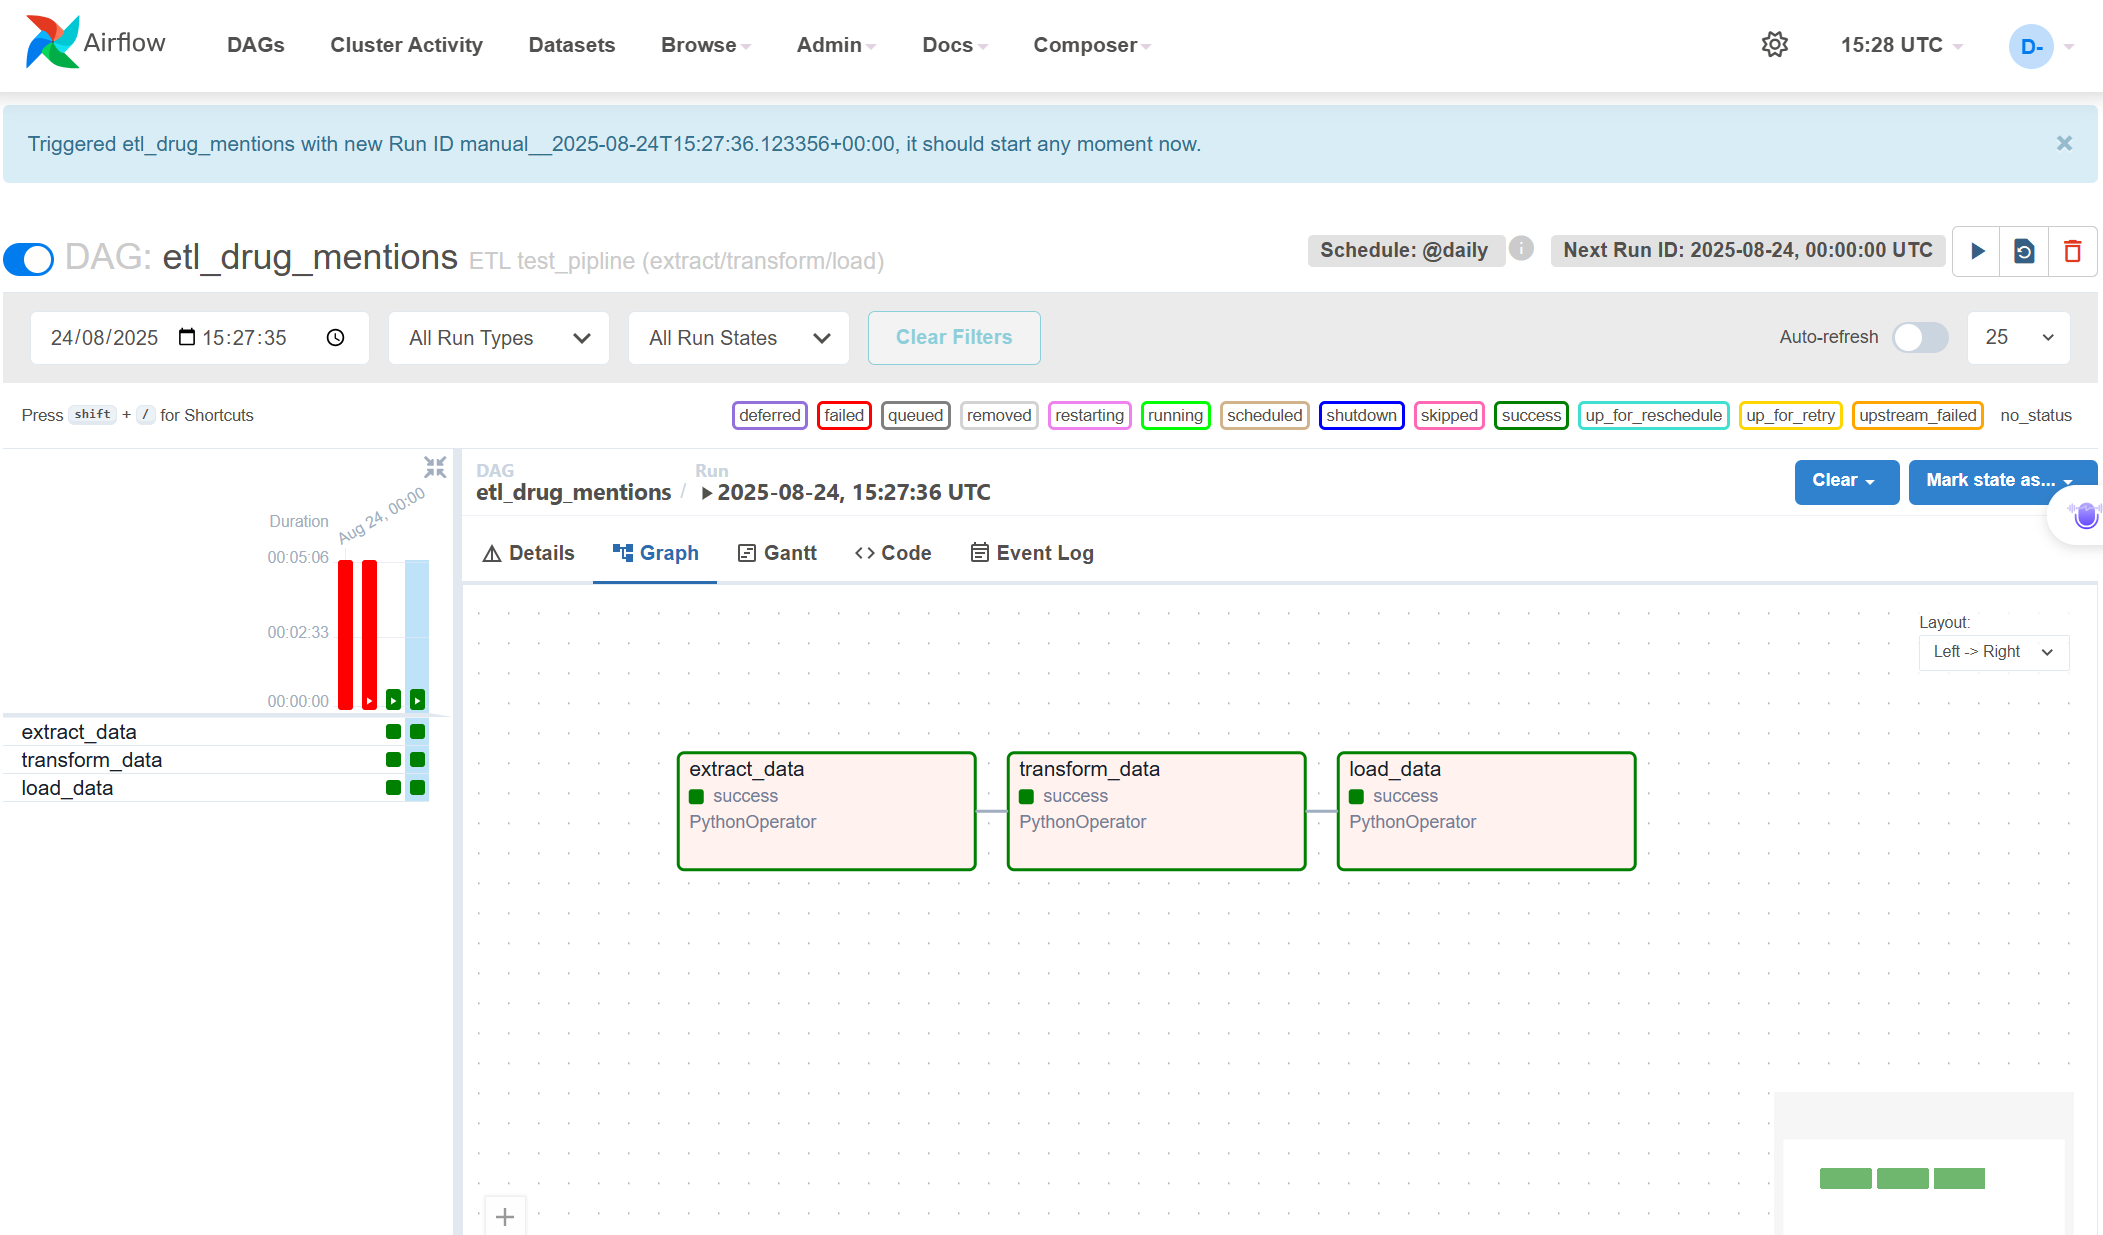 Airflow
DAGs Cluster Activity Datasets Browse Admin Docs Composer 15:28 UTC D-
Triggered etl_drug_mentions with new Run ID manual__2025-08-24T15:27:36.123356+00:00, it should start any moment now. ×
DAG: etl_drug_mentions ETL test_pipline (extract/transform/load) Schedule: @daily i Next Run ID: 2025-08-24, 00:00:00 UTC
24/08/2025 15:27:35 All Run Types All Run States Clear Filters Auto-refresh 25
Press shift + / for Shortcuts deferred failed queued removed restarting running scheduled shutdown skipped success up_for_reschedule up_for_retry upstream_failed no_status
Aug 24, 00:00
Duration
00:05:06
00:02:33
00:00:00
extract_data
transform_data
load_data
DAG Run
etl_drug_mentions / 2025-08-24, 15:27:36 UTC
Clear Mark state as...
Details Graph Gantt Code Event Log
Layout:
Left -> Right
extract_data
success
PythonOperator
transform_data
success
PythonOperator
load_data
success
PythonOperator
+